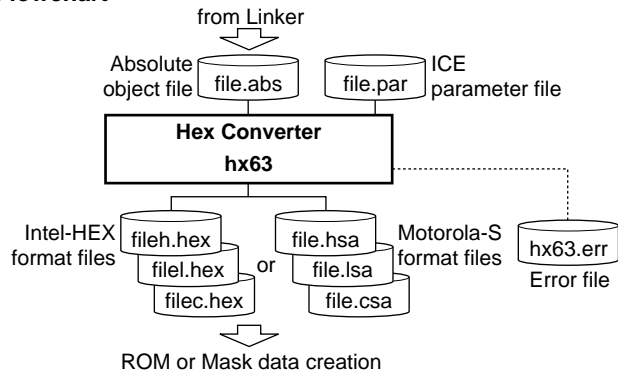 from Linker
Absolute
object file
file.abs
file.par
ICE
parameter file
Hex Converter
hx63
Intel-HEX
format files
fileh.hex
filel.hex
filec.hex
or
file.hsa
file.lsa
file.csa
Motorola-S
format files
hx63.err
Error file
ROM or Mask data creation